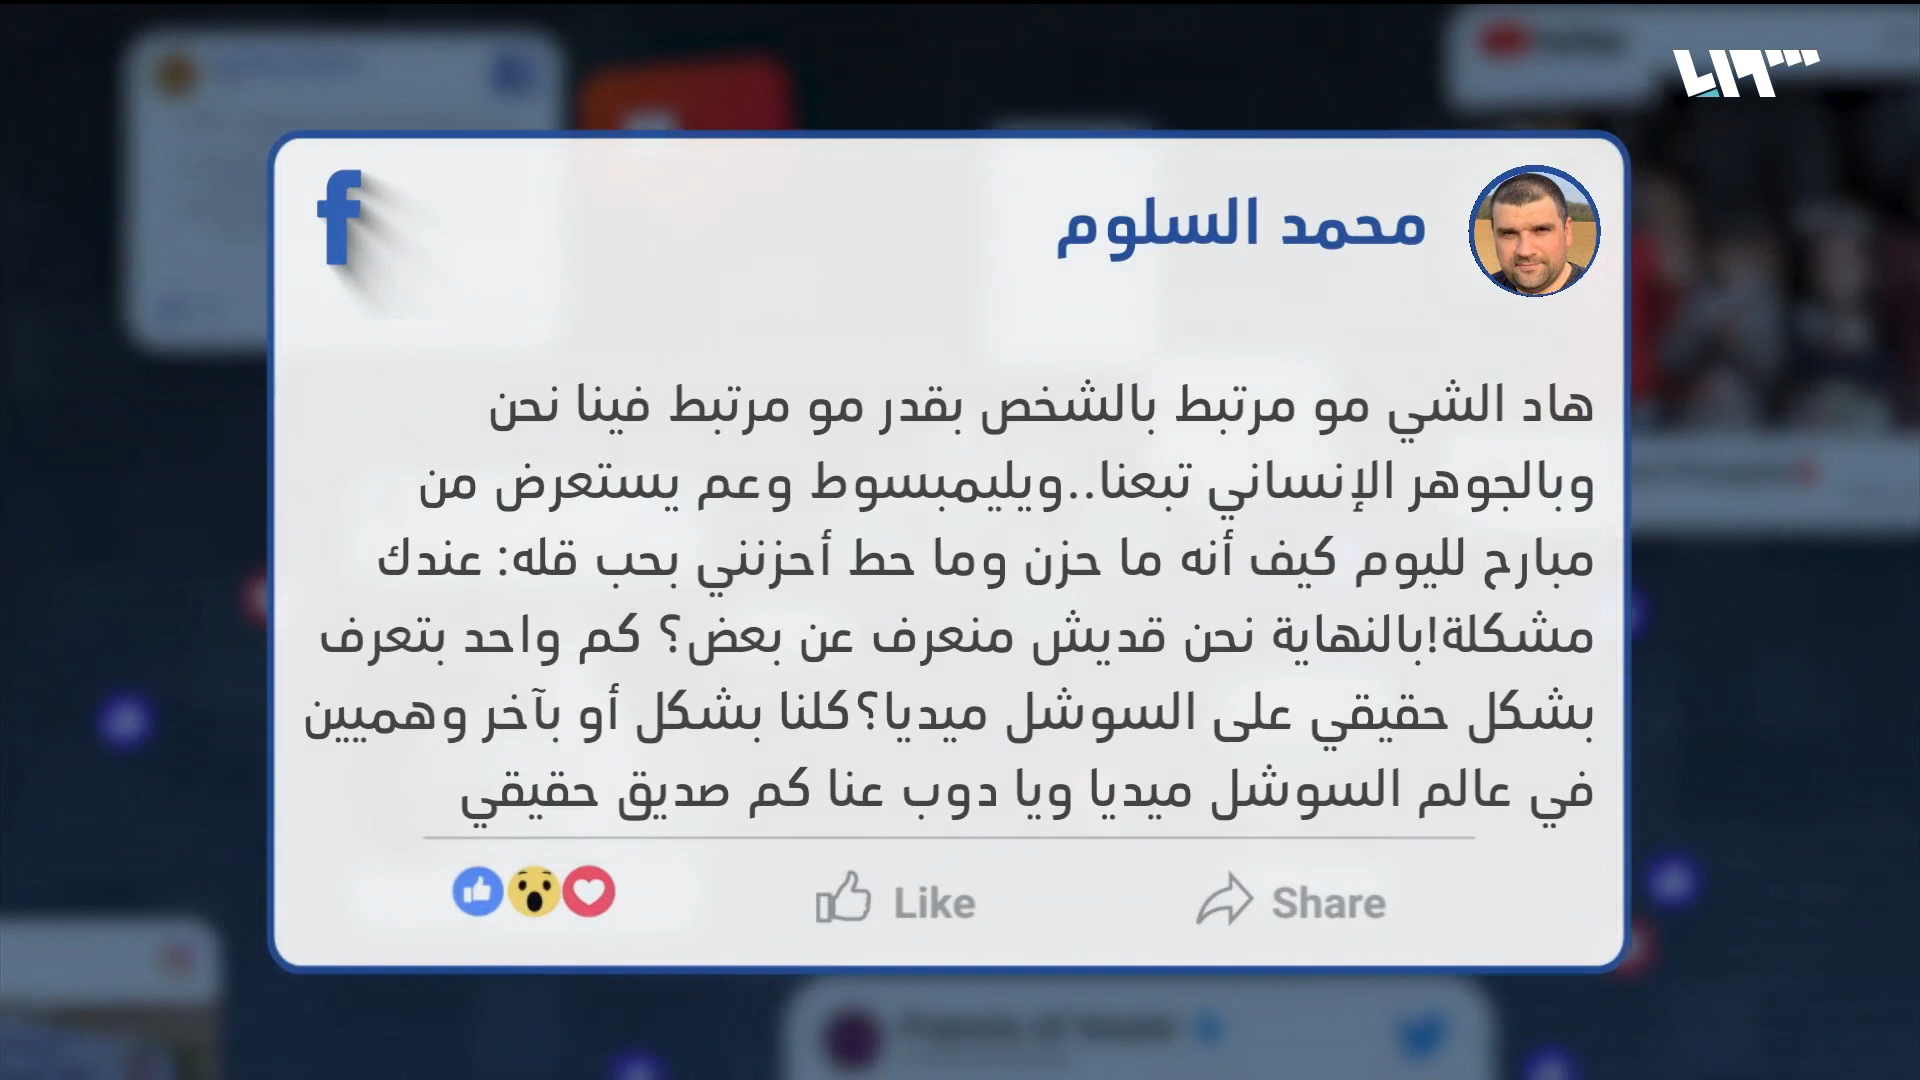 محمد السلوم
هاد الشي مو مرتبط بالشخص بقدر مو مرتبط فينا نحن
وبالجوهر الإنساني تبعنا..ويليمبسوط وعم يستعرض من
مبارح لليوم كيف أنه ما حزن وما حط أحزنني بحب قله: عندك
مشكلة!بالنهاية نحن قديش منعرف عن بعض؟ كم واحد بتعرف
بشكل حقيقي على السوشل ميديا؟كلنا بشكل أو بآخر وهميين
في عالم السوشل ميديا ويا دوب عنا كم صديق حقيقي
Like
Share